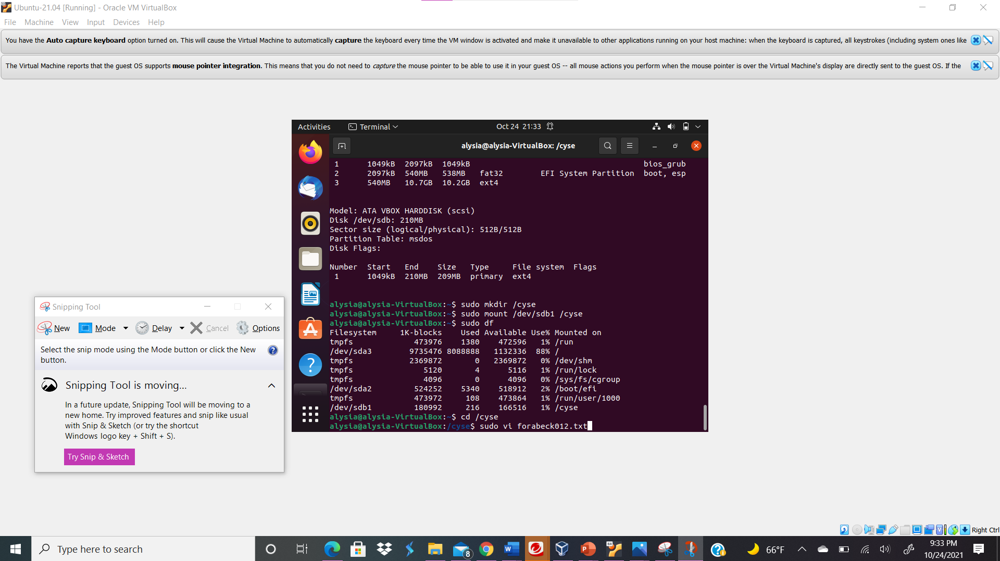 Ubuntu-21.04 [Running] - Oracle VM VirtualBox
File Machine View Input Devices Help
You have the Auto capture keyboard option turned on. This will cause the Virtual Machine to automatically capture the keyboard every time the VM window is activated and make it unavailable to other applications running on your host machine: when the keyboard is captured, all keystrokes (including system ones like
The Virtual Machine reports that the guest OS supports mouse pointer integration. This means that you do not need to capture the mouse pointer to be able to use it in your guest OS -- all mouse actions you perform when the mouse pointer is over the Virtual Machine's display are directly sent to the guest OS. If the
Activities Terminal Oct 24 21:33
alysia@alysia-VirtualBox: /cyse
1 1049kB 2097kB 1049kB bios_grub
2 2097kB 540MB 538MB fat32 EFI System Partition boot, esp
3 540MB 10.7GB 10.2GB ext4
Model: ATA VBOX HARDDISK (scsi)
Disk /dev/sdb: 210MB
Sector size (logical/physical): 512B/512B
Partition Table: msdos
Disk Flags:
Number Start End Size Type File system Flags
1 1049kB 210MB 209MB primary ext4
alysia@alysia-VirtualBox:~$ sudo mkdir /cyse
alysia@alysia-VirtualBox:~$ sudo mount /dev/sdb1 /cyse
alysia@alysia-VirtualBox:~$ sudo df
Filesystem 1K-blocks Used Available Use% Mounted on
tmpfs 473976 1380 472596 1% /run
/dev/sda3 9735476 8088888 1132336 88% /
tmpfs 2369872 0 2369872 0% /dev/shm
tmpfs 5120 4 5116 1% /run/lock
tmpfs 4096 0 4096 0% /sys/fs/cgroup
/dev/sda2 524252 5340 518912 2% /boot/efi
tmpfs 473972 108 473864 1% /run/user/1000
/dev/sdb1 180992 216 166516 1% /cyse
alysia@alysia-VirtualBox:~$ cd /cyse
alysia@alysia-VirtualBox:/cyse$ sudo vi forabeck012.txt
Snipping Tool
New Mode Delay Cancel Options
Select the snip mode using the Mode button or click the New
button.
Snipping Tool is moving...
In a future update, Snipping Tool will be moving to a
new home. Try improved features and snip like usual
with Snip & Sketch (or try the shortcut
Windows logo key + Shift + S).
Try Snip & Sketch
Right Ctrl
Type here to search
8
64
66°F
9:33 PM
10/24/2021